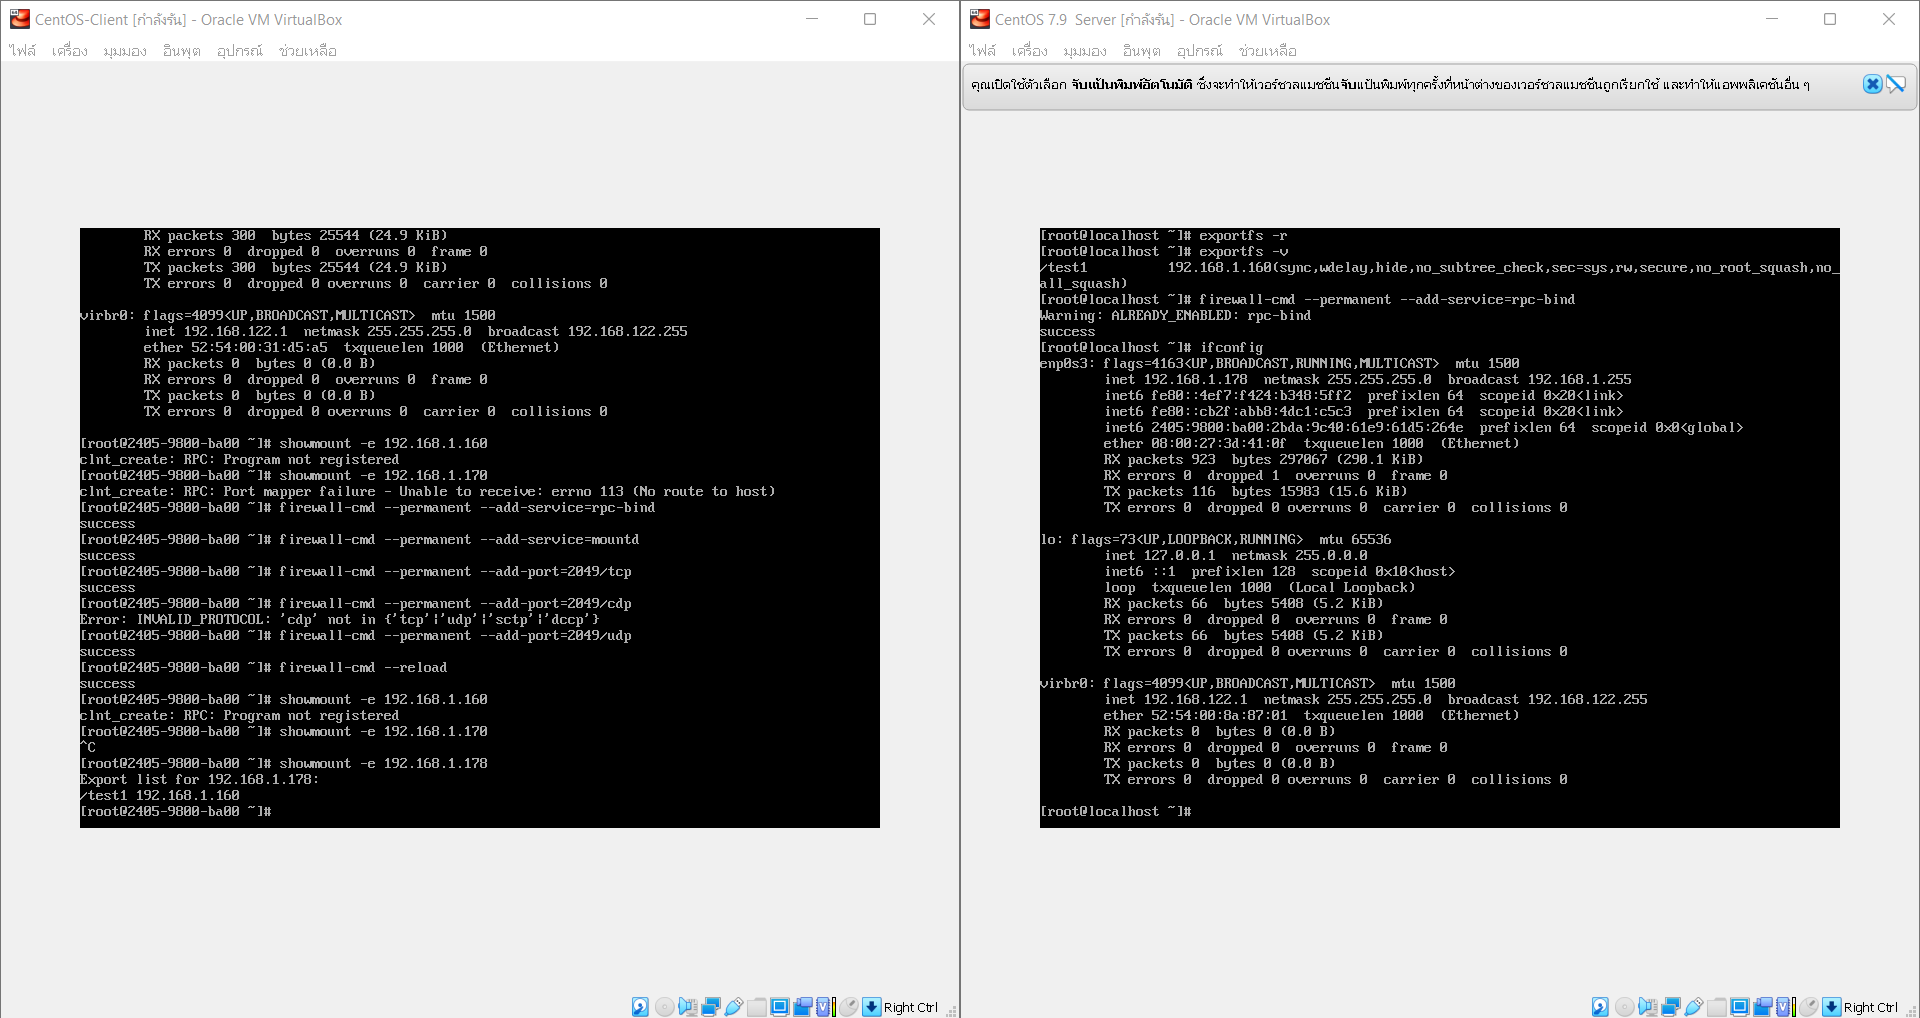 CentOS-Client [กำลังรัน] - Oracle VM VirtualBox
ไฟล์ เครื่อง มุมมอง อินพุต อุปกรณ์ ช่วยเหลือ
RX packets 300  bytes 25544 (24.9 KiB)
RX errors 0  dropped 0  overruns 0  frame 0
TX packets 300  bytes 25544 (24.9 KiB)
TX errors 0  dropped 0 overruns 0  carrier 0  collisions 0
virbr0: flags=4099<UP,BROADCAST,MULTICAST>  mtu 1500
inet 192.168.122.1  netmask 255.255.255.0  broadcast 192.168.122.255
ether 52:54:00:31:d5:a5  txqueuelen 1000  (Ethernet)
RX packets 0  bytes 0 (0.0 B)
RX errors 0  dropped 0  overruns 0  frame 0
TX packets 0  bytes 0 (0.0 B)
TX errors 0  dropped 0 overruns 0  carrier 0  collisions 0
[root@2405-9800-ba00 ~]# showmount -e 192.168.1.160
clnt_create: RPC: Program not registered
[root@2405-9800-ba00 ~]# showmount -e 192.168.1.170
clnt_create: RPC: Port mapper failure - Unable to receive: errno 113 (No route to host)
[root@2405-9800-ba00 ~]# firewall-cmd --permanent --add-service=rpc-bind
success
[root@2405-9800-ba00 ~]# firewall-cmd --permanent --add-service=mountd
success
[root@2405-9800-ba00 ~]# firewall-cmd --permanent --add-port=2049/tcp
success
[root@2405-9800-ba00 ~]# firewall-cmd --permanent --add-port=2049/cdp
Error: INVALID_PROTOCOL: 'cdp' not in {'tcp'|'udp'|'sctp'|'dccp'}
[root@2405-9800-ba00 ~]# firewall-cmd --permanent --add-port=2049/udp
success
[root@2405-9800-ba00 ~]# firewall-cmd --reload
success
[root@2405-9800-ba00 ~]# showmount -e 192.168.1.160
clnt_create: RPC: Program not registered
[root@2405-9800-ba00 ~]# showmount -e 192.168.1.170
^C
[root@2405-9800-ba00 ~]# showmount -e 192.168.1.178
Export list for 192.168.1.178:
/test1 192.168.1.160
[root@2405-9800-ba00 ~]#
Right Ctrl
CentOS 7.9  Server [กำลังรัน] - Oracle VM VirtualBox
ไฟล์ เครื่อง มุมมอง อินพุต อุปกรณ์ ช่วยเหลือ
คุณเปิดใช้ตัวเลือก จับแป้นพิมพ์อัตโนมัติ ซึ่งจะทำให้เวอร์ชวลแมชชีนจับแป้นพิมพ์ทุกครั้งที่หน้าต่างของเวอร์ชวลแมชชีนถูกเรียกใช้ และทำให้แอพพลิเคชันอื่น ๆ
[root@localhost ~]# exportfs -r
[root@localhost ~]# exportfs -v
/test1          192.168.1.160(sync,wdelay,hide,no_subtree_check,sec=sys,rw,secure,no_root_squash,no_
all_squash)
[root@localhost ~]# firewall-cmd --permanent --add-service=rpc-bind
Warning: ALREADY_ENABLED: rpc-bind
success
[root@localhost ~]# ifconfig
enp0s3: flags=4163<UP,BROADCAST,RUNNING,MULTICAST>  mtu 1500
inet 192.168.1.178  netmask 255.255.255.0  broadcast 192.168.1.255
inet6 fe80::4ef7:f424:b348:5ff2  prefixlen 64  scopeid 0x20<link>
inet6 fe80::cb2f:abb8:4dc1:c5c3  prefixlen 64  scopeid 0x20<link>
inet6 2405:9800:ba00:2bda:9c40:61e9:61d5:264e  prefixlen 64  scopeid 0x0<global>
ether 08:00:27:3d:41:0f  txqueuelen 1000  (Ethernet)
RX packets 923  bytes 297067 (290.1 KiB)
RX errors 0  dropped 1  overruns 0  frame 0
TX packets 116  bytes 15983 (15.6 KiB)
TX errors 0  dropped 0 overruns 0  carrier 0  collisions 0
lo: flags=73<UP,LOOPBACK,RUNNING>  mtu 65536
inet 127.0.0.1  netmask 255.0.0.0
inet6 ::1  prefixlen 128  scopeid 0x10<host>
loop  txqueuelen 1000  (Local Loopback)
RX packets 66  bytes 5408 (5.2 KiB)
RX errors 0  dropped 0  overruns 0  frame 0
TX packets 66  bytes 5408 (5.2 KiB)
TX errors 0  dropped 0 overruns 0  carrier 0  collisions 0
virbr0: flags=4099<UP,BROADCAST,MULTICAST>  mtu 1500
inet 192.168.122.1  netmask 255.255.255.0  broadcast 192.168.122.255
ether 52:54:00:8a:87:01  txqueuelen 1000  (Ethernet)
RX packets 0  bytes 0 (0.0 B)
RX errors 0  dropped 0  overruns 0  frame 0
TX packets 0  bytes 0 (0.0 B)
TX errors 0  dropped 0 overruns 0  carrier 0  collisions 0
[root@localhost ~]#
Right Ctrl